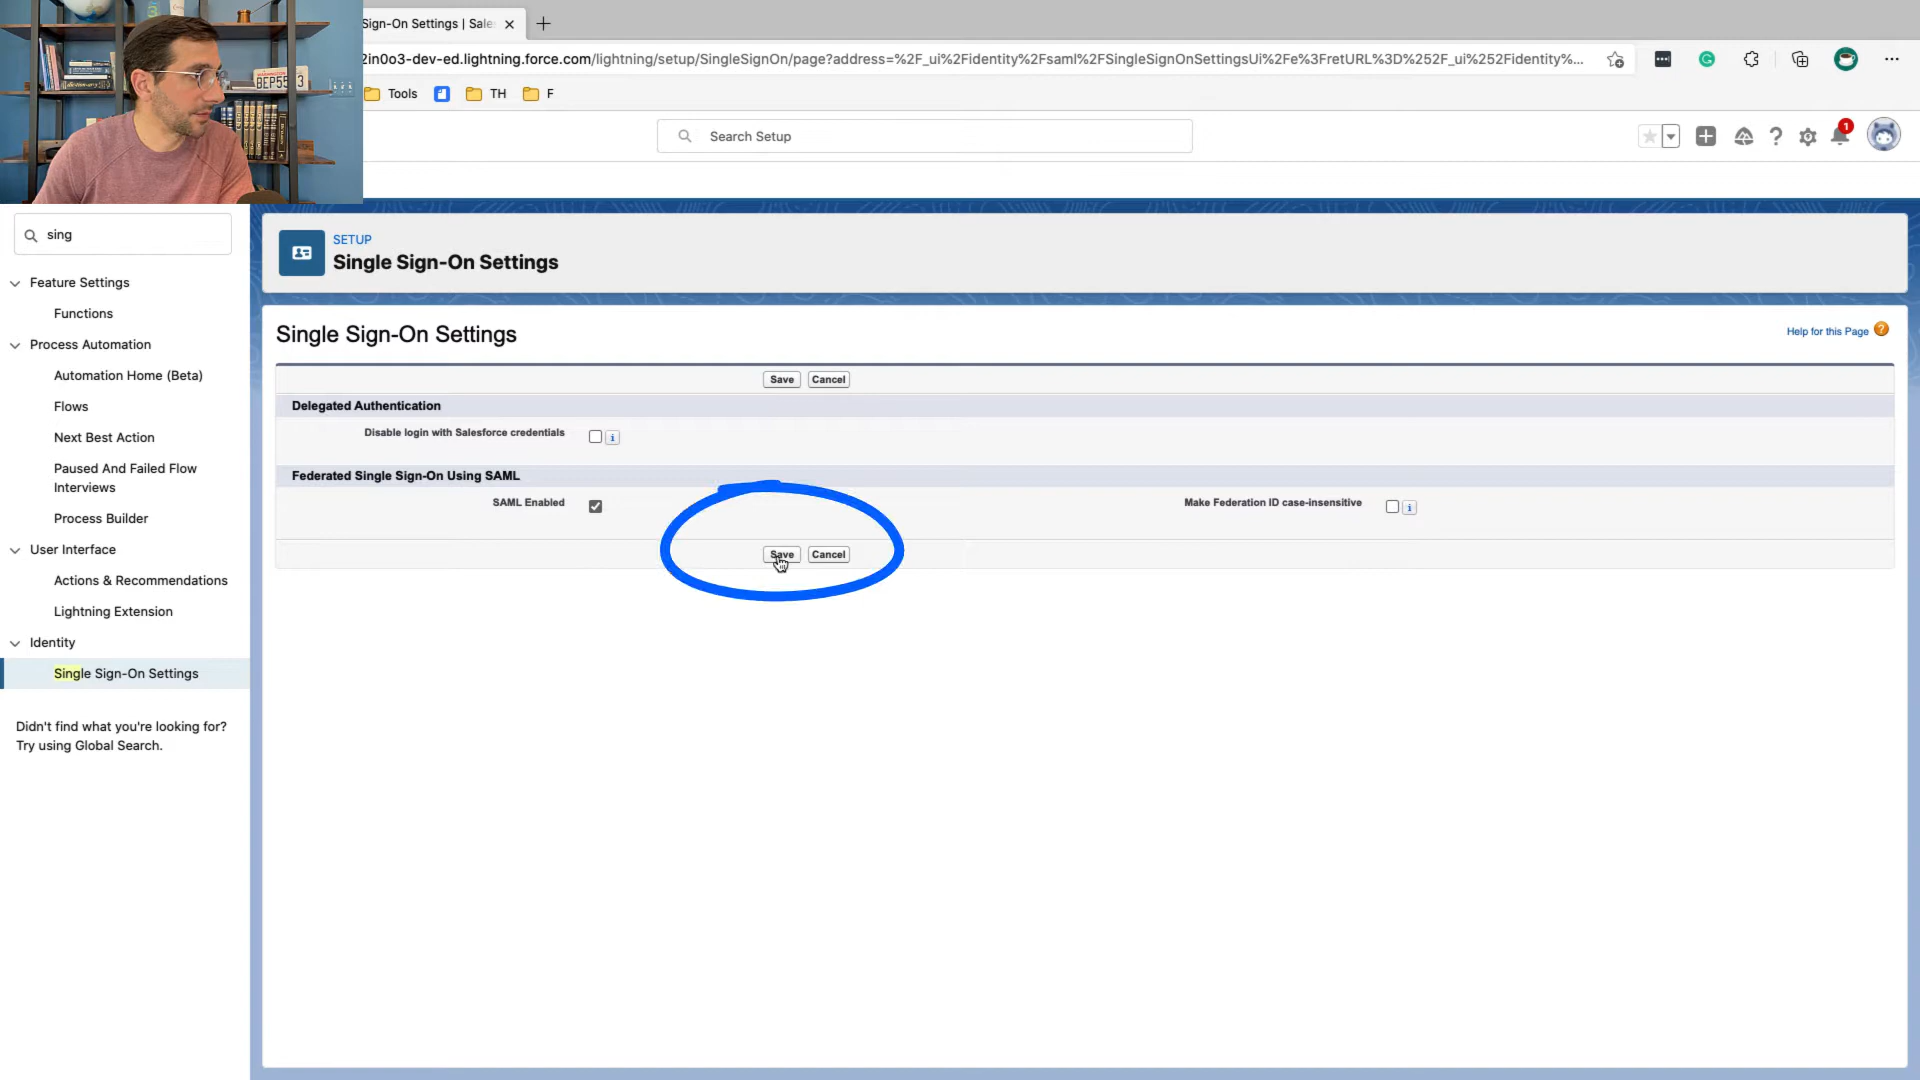 Sign-On Settings | Sale
2in0o3-dev-ed.lightning.force.com/lightning/setup/SingleSignOn/page?address=%2F_ui%2Fidentity%2Fsaml%2FSingleSignOnSettingsUi%2Fe%3FretURL%3D%252F_ui%252Fidentity%...
Tools
TH
F
Search Setup
1
sing
Feature Settings
Functions
Process Automation
Automation Home (Beta)
Flows
Next Best Action
Paused And Failed Flow
Interviews
Process Builder
User Interface
Actions & Recommendations
Lightning Extension
Identity
Single Sign-On Settings
Didn't find what you're looking for?
Try using Global Search.
SETUP
Single Sign-On Settings
Single Sign-On Settings
Help for this Page
Save Cancel
Delegated Authentication
Disable login with Salesforce credentials
Federated Single Sign-On Using SAML
SAML Enabled
Make Federation ID case-insensitive
Save Cancel